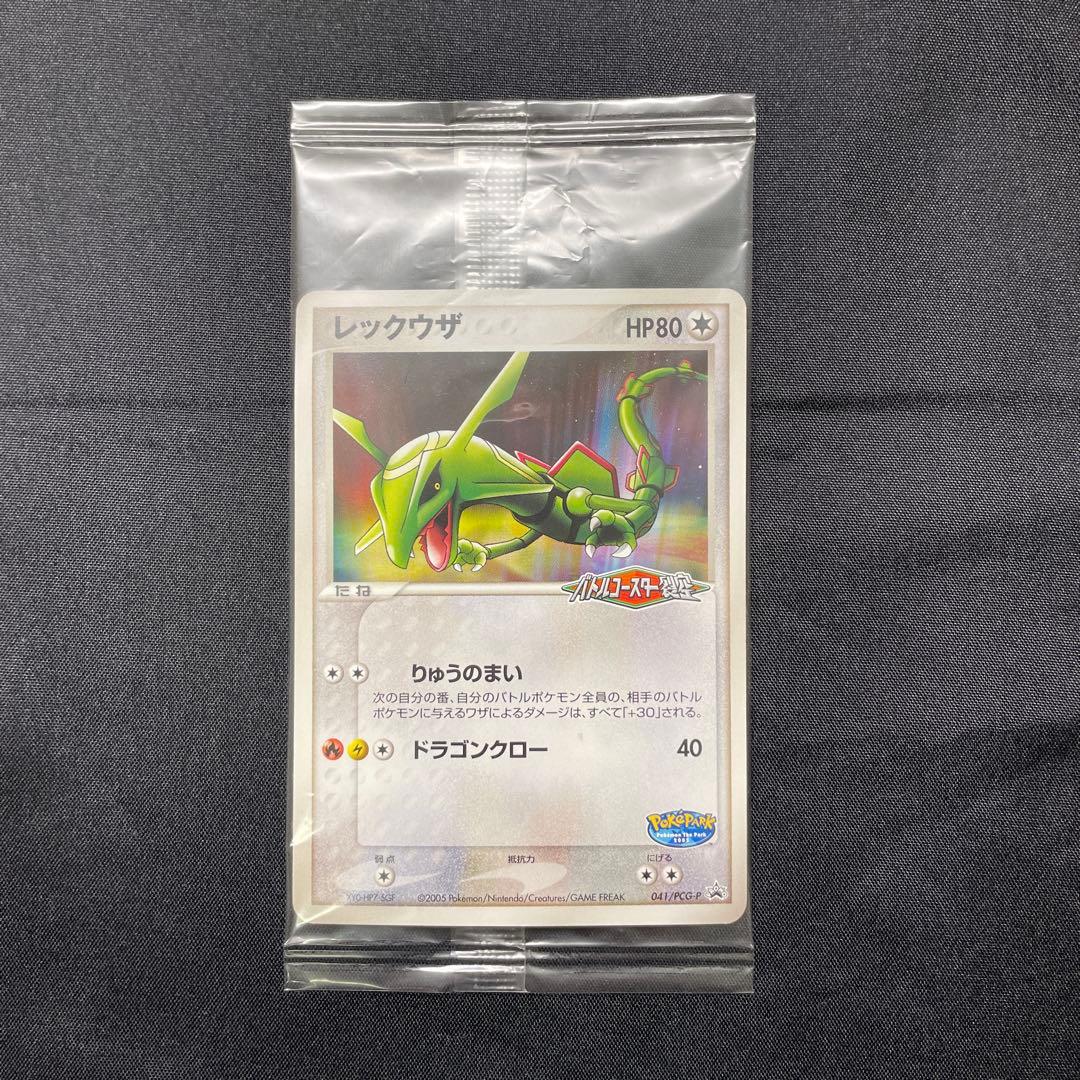 レックウザ HP80
たね
バトルコースター裂空
りゅうのまい
次の自分の番、自分のバトルポケモン全員の、相手のバトル
ポケモンに与えるワザによるダメージは、すべて「+30」される。
ドラゴンクロー 40
POKéPARK
Pokémon The Park
2005
弱点 抵抗力 にげる
©2005 Pokémon/Nintendo/Creatures/GAME FREAK 041/PCG-P